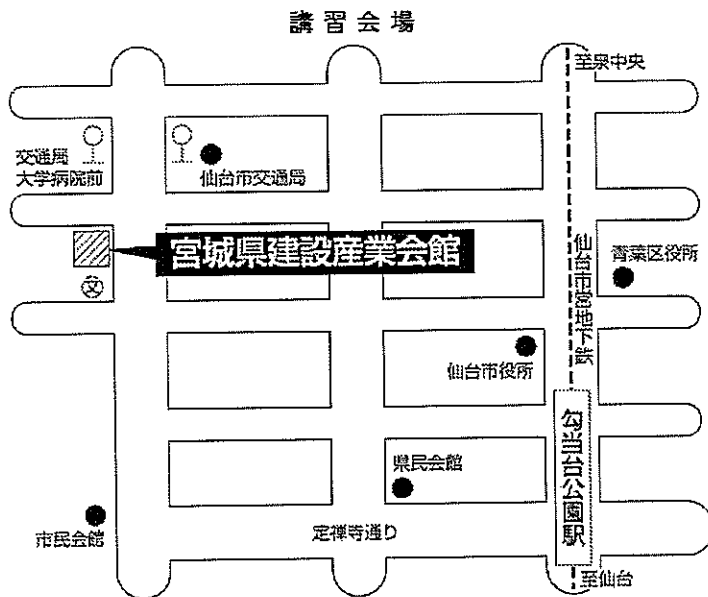 講習会場
至泉中央
交通局
大学病院前
仙台市交通局
宮城県建設産業会館
仙台市営地下鉄
青葉区役所
文
仙台市役所
勾当台公園駅
県民会館
市民会館
定禅寺通り
至仙台